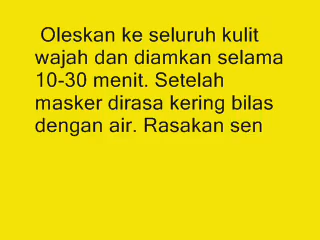 Oleskan ke seluruh kulit
wajah dan diamkan selama
10-30 menit. Setelah
masker dirasa kering bilas
dengan air. Rasakan sen